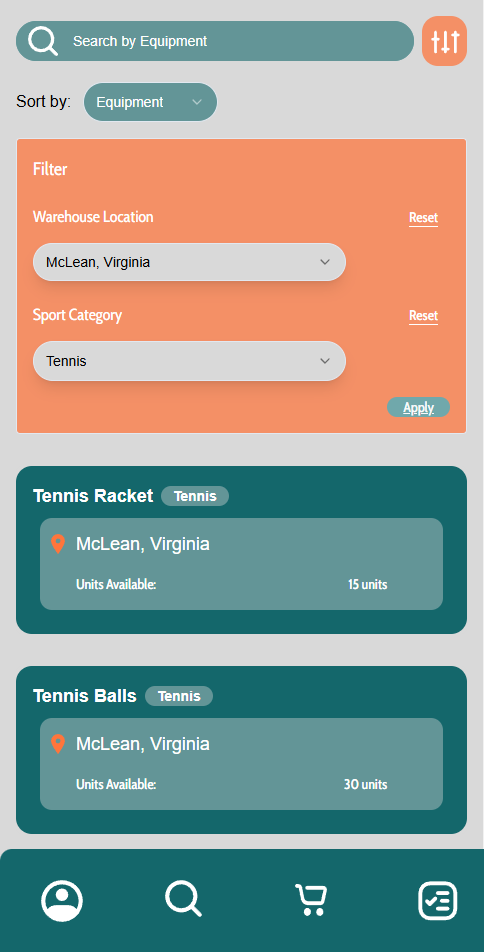 Search by Equipment
Sort by: Equipment
Filter
Warehouse Location Reset
McLean, Virginia
Sport Category Reset
Tennis
Apply
Tennis Racket Tennis
McLean, Virginia
Units Available: 15 units
Tennis Balls Tennis
McLean, Virginia
Units Available: 30 units